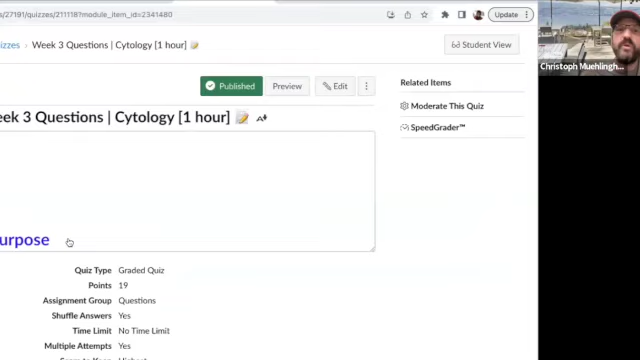 s/27191/quizzes/211118?module_item_id=2341480
Update
izzes › Week 3 Questions | Cytology [1 hour]
Student View
Published
Preview
Edit
Related Items
Moderate This Quiz
SpeedGrader™
eek 3 Questions | Cytology [1 hour]
urpose
Quiz Type Graded Quiz
Points 19
Assignment Group Questions
Shuffle Answers Yes
Time Limit No Time Limit
Multiple Attempts Yes
Christoph Muehlingh...